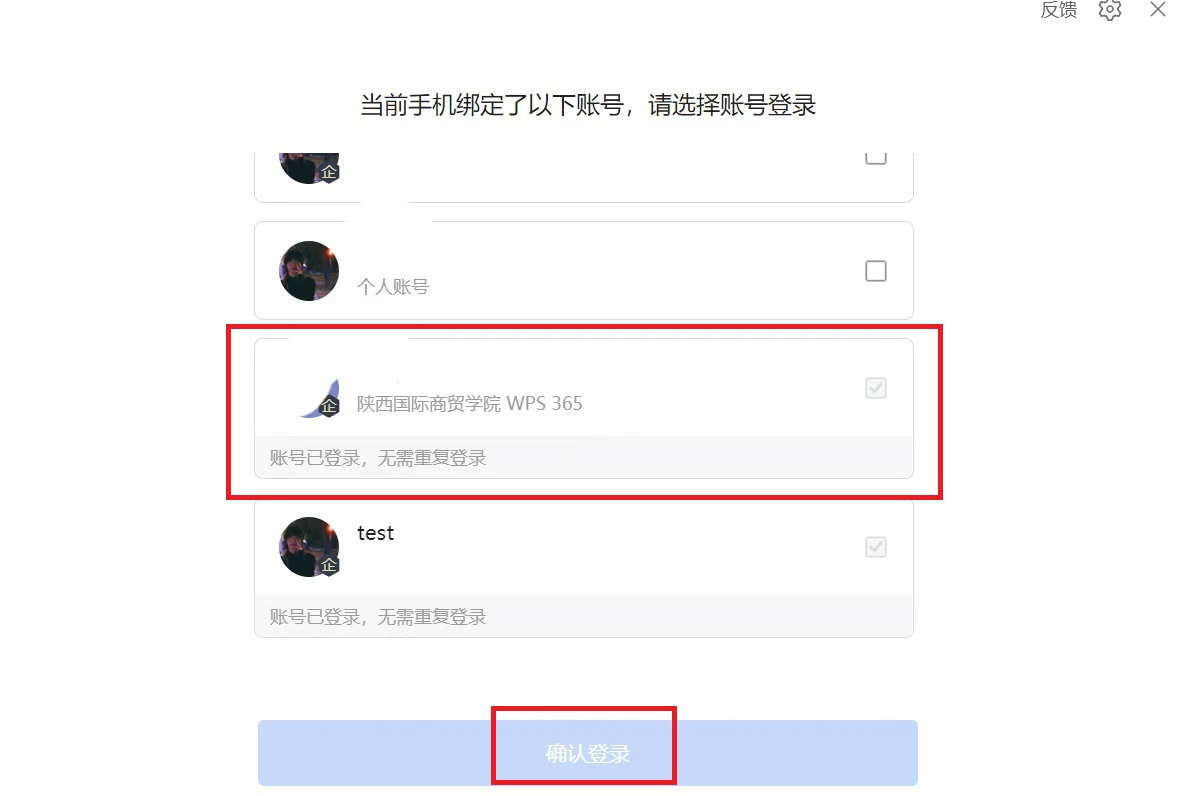 反馈
当前手机绑定了以下账号，请选择账号登录
企
个人账号
企
陕西国际商贸学院 WPS 365
账号已登录，无需重复登录
test
企
账号已登录，无需重复登录
确认登录